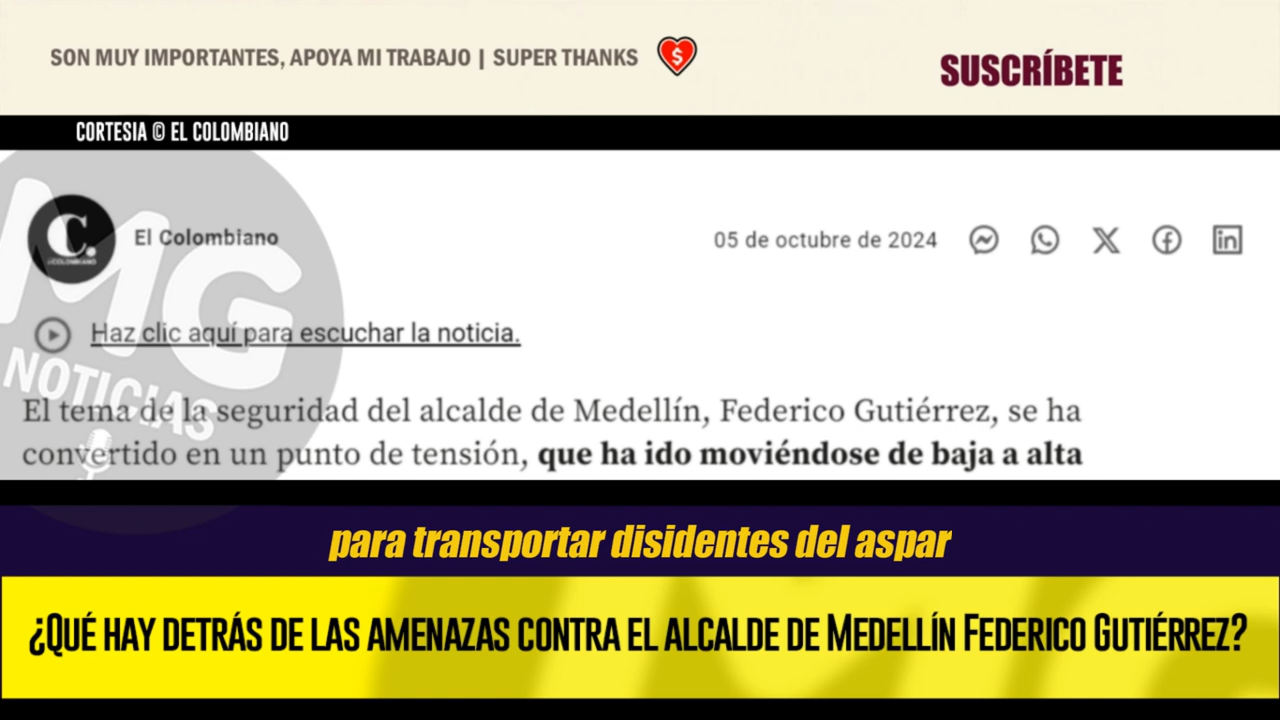 SON MUY IMPORTANTES, APOYA MI TRABAJO | SUPER THANKS
$
SUSCRÍBETE
CORTESIA © EL COLOMBIANO
C.
ELCOLOMBIANO
El Colombiano
05 de octubre de 2024
MG
NOTICIAS
Haz clic aquí para escuchar la noticia.
El tema de la seguridad del alcalde de Medellín, Federico Gutiérrez, se ha
convertido en un punto de tensión, que ha ido moviéndose de baja a alta
para transportar disidentes del aspar
¿QUÉ HAY DETRÁS DE LAS AMENAZAS CONTRA EL ALCALDE DE MEDELLÍN FEDERICO GUTIÉRREZ?